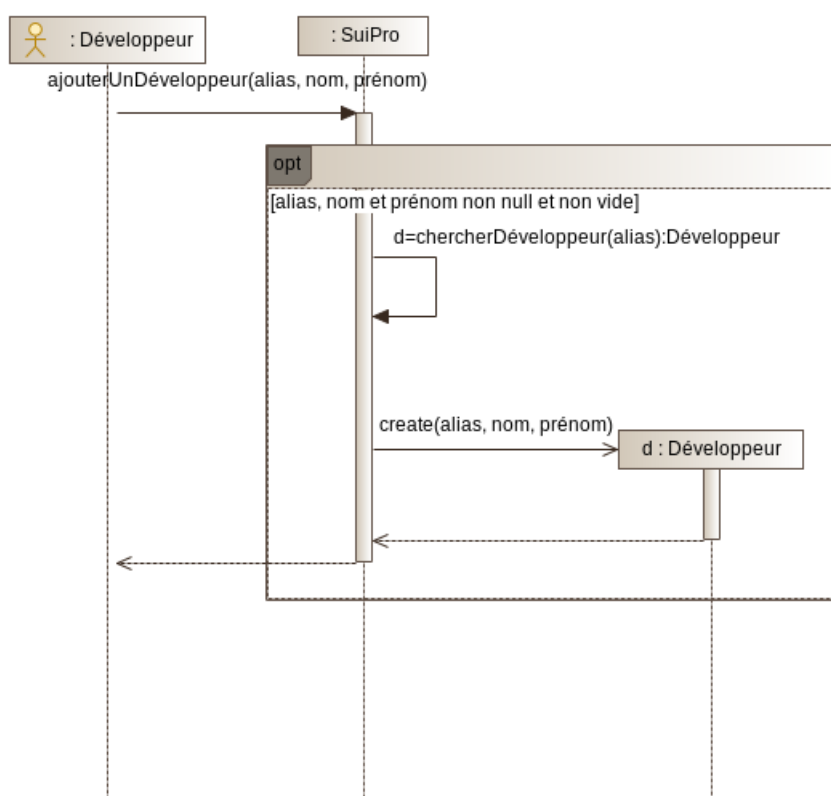 : Développeur
: SuiPro
ajouterUnDéveloppeur(alias, nom, prénom)
opt
[alias, nom et prénom non null et non vide]
d=chercherDéveloppeur(alias):Développeur
create(alias, nom, prénom)
d : Développeur